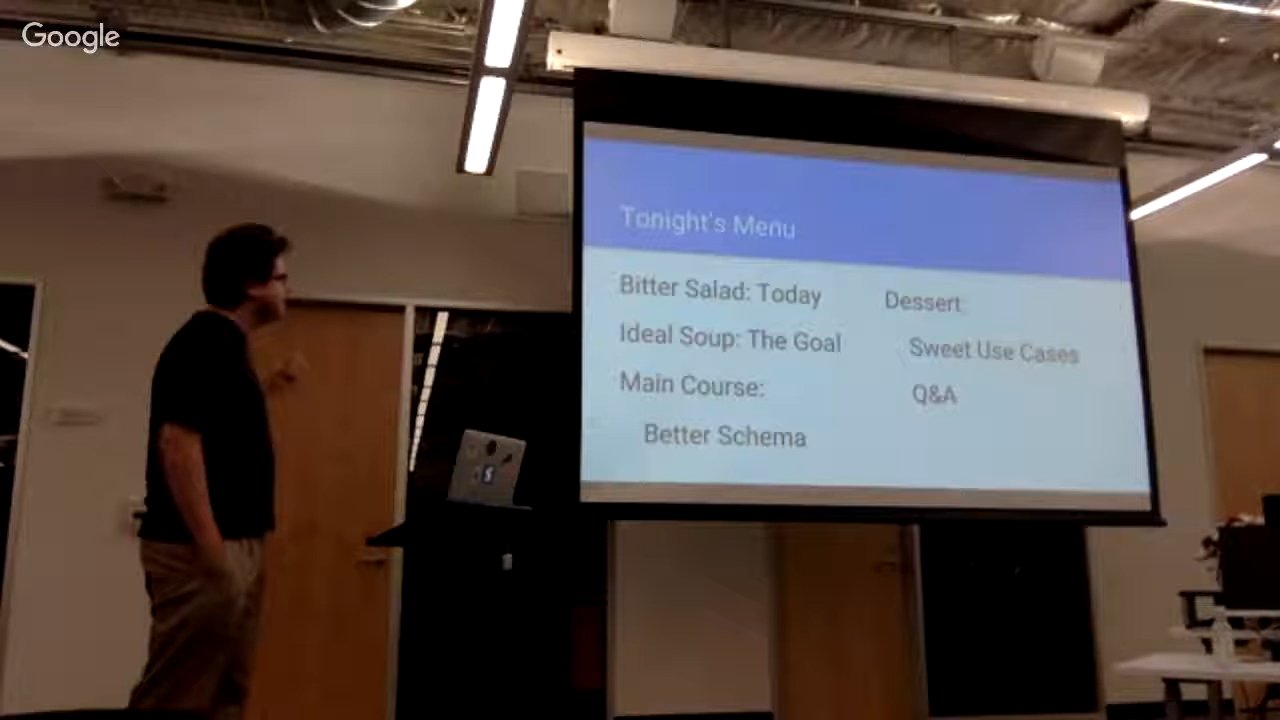 Google
Tonight's Menu
Bitter Salad: Today
Ideal Soup: The Goal
Main Course:
Better Schema
Dessert:
Sweet Use Cases
Q&A